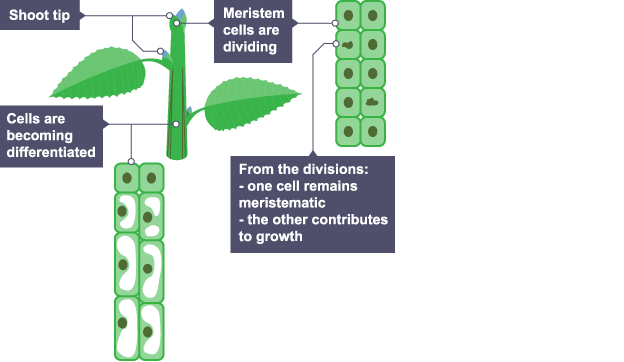 Shoot tip
Meristem
cells are
dividing
Cells are
becoming
differentiated
From the divisions:
- one cell remains
meristematic
- the other contributes
to growth